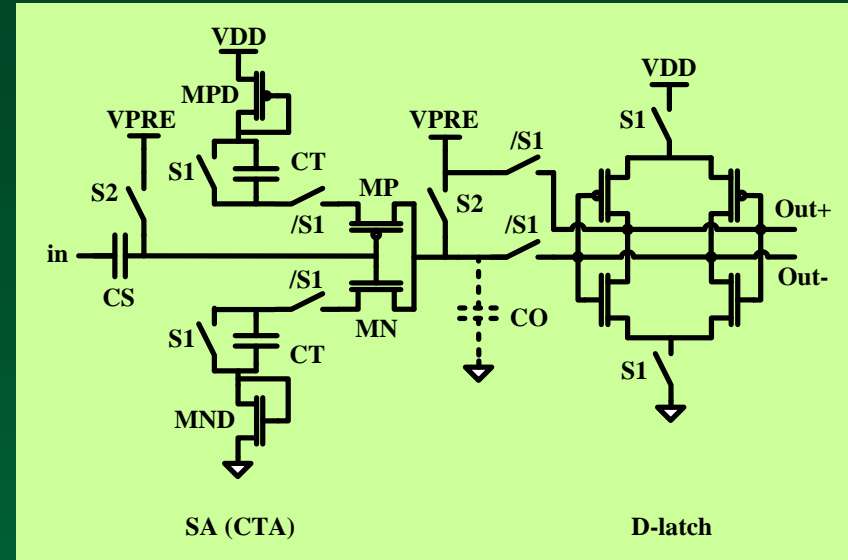 VDD
MPD
VDD
VPRE
VPRE
S1
/S1
S1
CT
MP
S2
S2
/S1
/S1
Out+
in
/S1
Out-
CS
MN
CO
S1
CT
S1
MND
SA (CTA)
D-latch